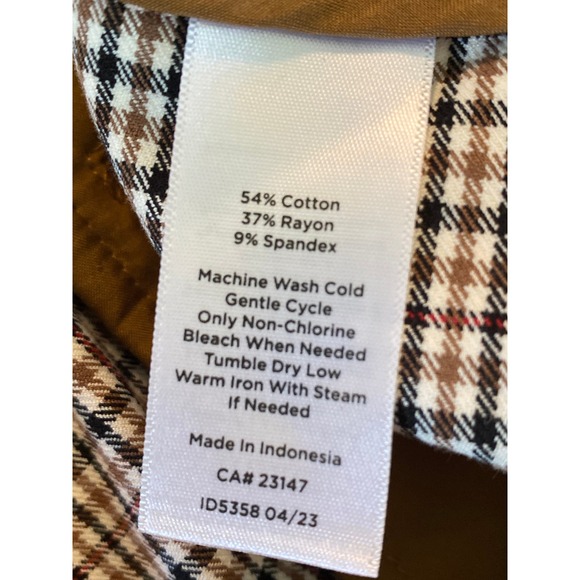 54% Cotton
37% Rayon
9% Spandex
Machine Wash Cold
Gentle Cycle
Only Non-Chlorine
Bleach When Needed
Tumble Dry Low
Warm Iron With Steam
If Needed
Made In Indonesia
CA# 23147
ID5358 04/23